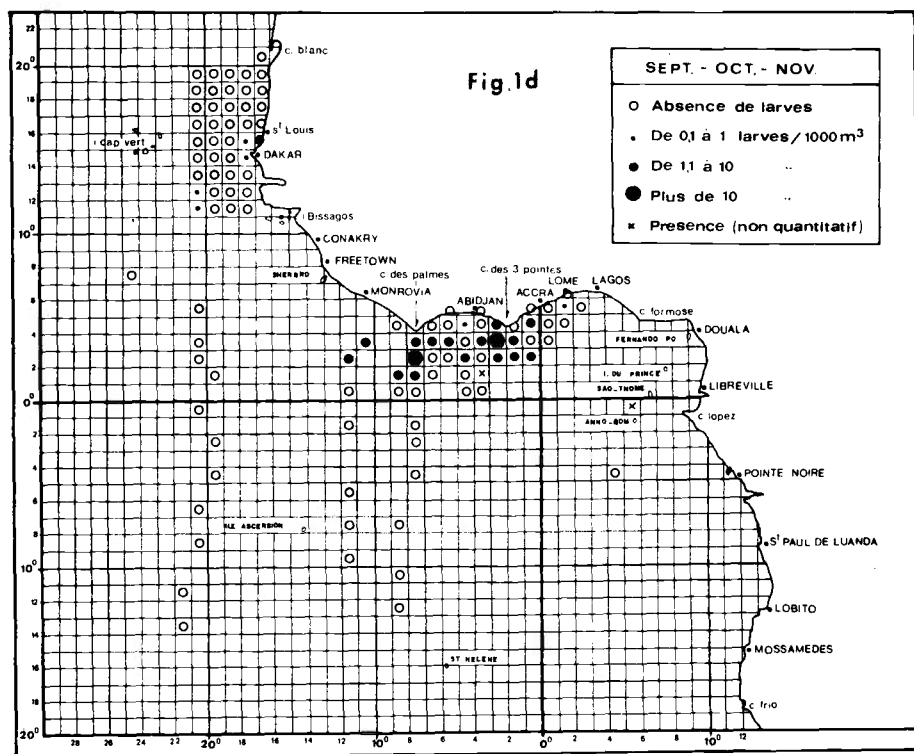 Fig.1d
SEPT. - OCT. - NOV.
Absence de larves
De 0,1 à 1 larves/1000 m³
De 1,1 à 10 "
Plus de 10 "
Presence (non quantitatif)
22
c. blanc
20°
18
st Louis
16
i cap vert
DAKAR
14
12
i Bissagos
10°
CONAKRY
FREETOWN
8
SHERBRO
c. des palmes
c. des 3 pointes
LOME
LAGOS
MONROVIA
ABIDJAN
ACCRA
6
c. formose
4
DOUALA
FERNANDO PO
2
I. DU PRINCE
SAO-THOME
LIBREVILLE
0°
c lopez
2
ANNO-BOM
4
POINTE NOIRE
6
ILE ASCENSION
8
St PAUL DE LUANDA
10°
12
LOBITO
14
MOSSAMEDES
16
ST HELENE
18
c. frio
20°
28 26 24 22 20° 18 16 14 12 10° 8 6 4 2 0° 2 4 6 8 10° 12